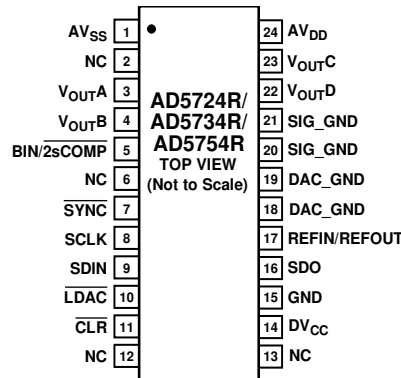 AVSS 1
NC 2
VOUTA 3
VOUTB 4
BIN/2sCOMP 5
NC 6
SYNC 7
SCLK 8
SDIN 9
LDAC 10
CLR 11
NC 12
AD5724R/
AD5734R/
AD5754R
TOP VIEW
(Not to Scale)
24 AVDD
23 VOUTC
22 VOUTD
21 SIG_GND
20 SIG_GND
19 DAC_GND
18 DAC_GND
17 REFIN/REFOUT
16 SDO
15 GND
14 DVCC
13 NC